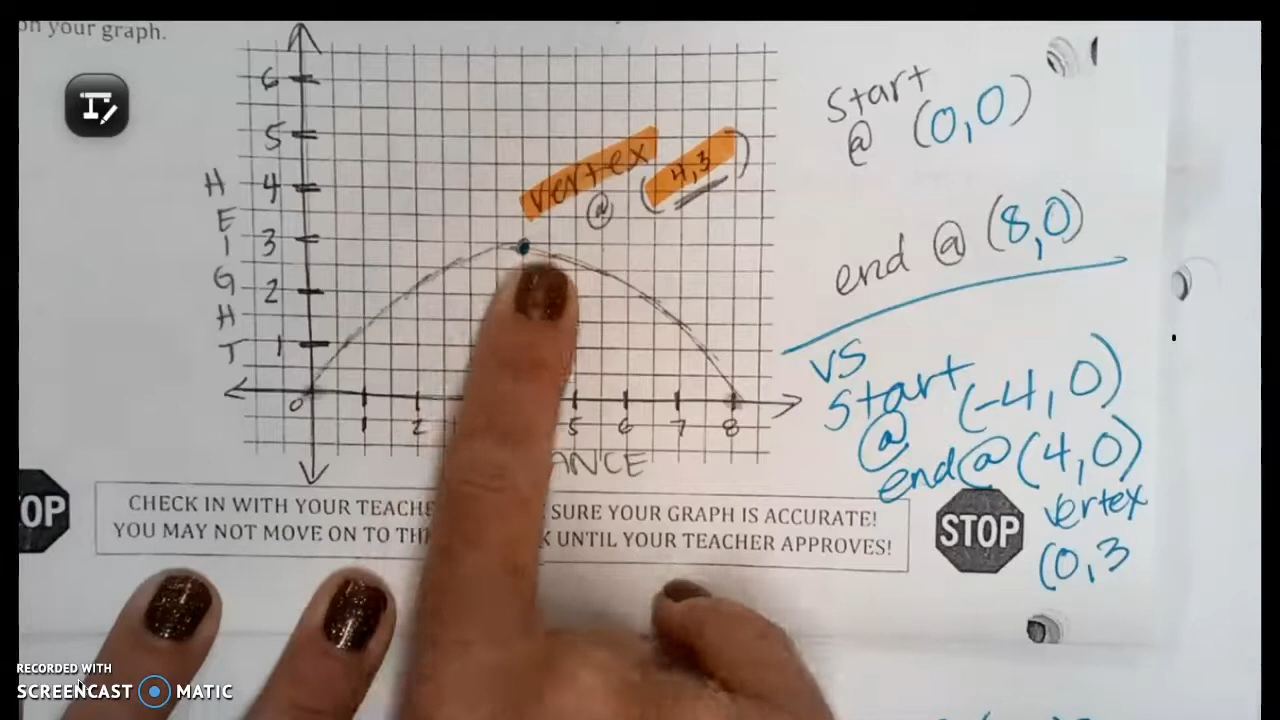 on your graph.
6
5
4
3
2
1
HEIGHT
0
1
2
5
6
7
8
ANCE
vertex
@ (4,3)
start
@ (0,0)
end @ (8,0)
vs
start
@ (-4,0)
end@ (4,0)
vertex
(0,3
OP
CHECK IN WITH YOUR TEACHE SURE YOUR GRAPH IS ACCURATE!
YOU MAY NOT MOVE ON TO TH K UNTIL YOUR TEACHER APPROVES!
STOP
RECORDED WITH
SCREENCAST MATIC